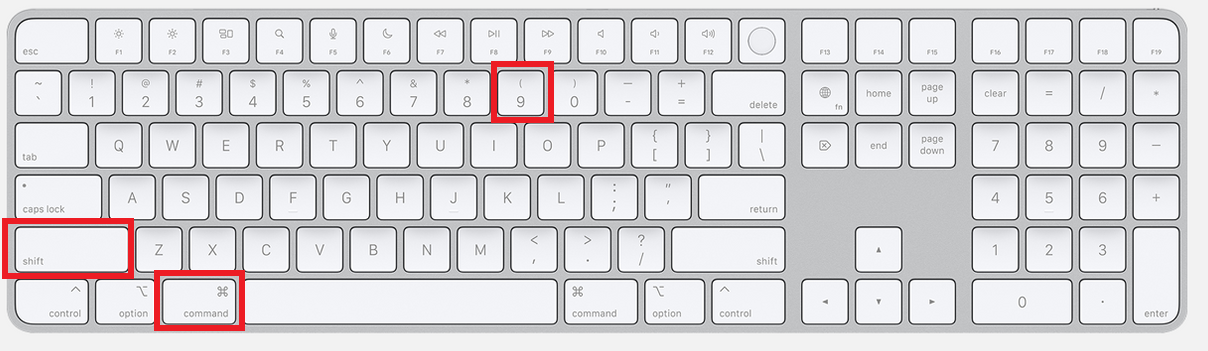 esc F1 F2 F3 F4 F5 F6 F7 F8 F9 F10 F11 F12 F13 F14 F15 F16 F17 F18 F19
~ ! @ # $ % ^ & * ( ) — +
` 1 2 3 4 5 6 7 8 9 0 - = delete fn home page up clear = / *
tab Q W E R T Y U I O P { [ } ] | \ end page down 7 8 9 —
caps lock A S D F G H J K L : ; " ' return 4 5 6 +
shift Z X C V B N M < , > . ? / shift 1 2 3
^ control ⌥ option ⌘ command ⌘ command ⌥ option ^ control 0 . enter